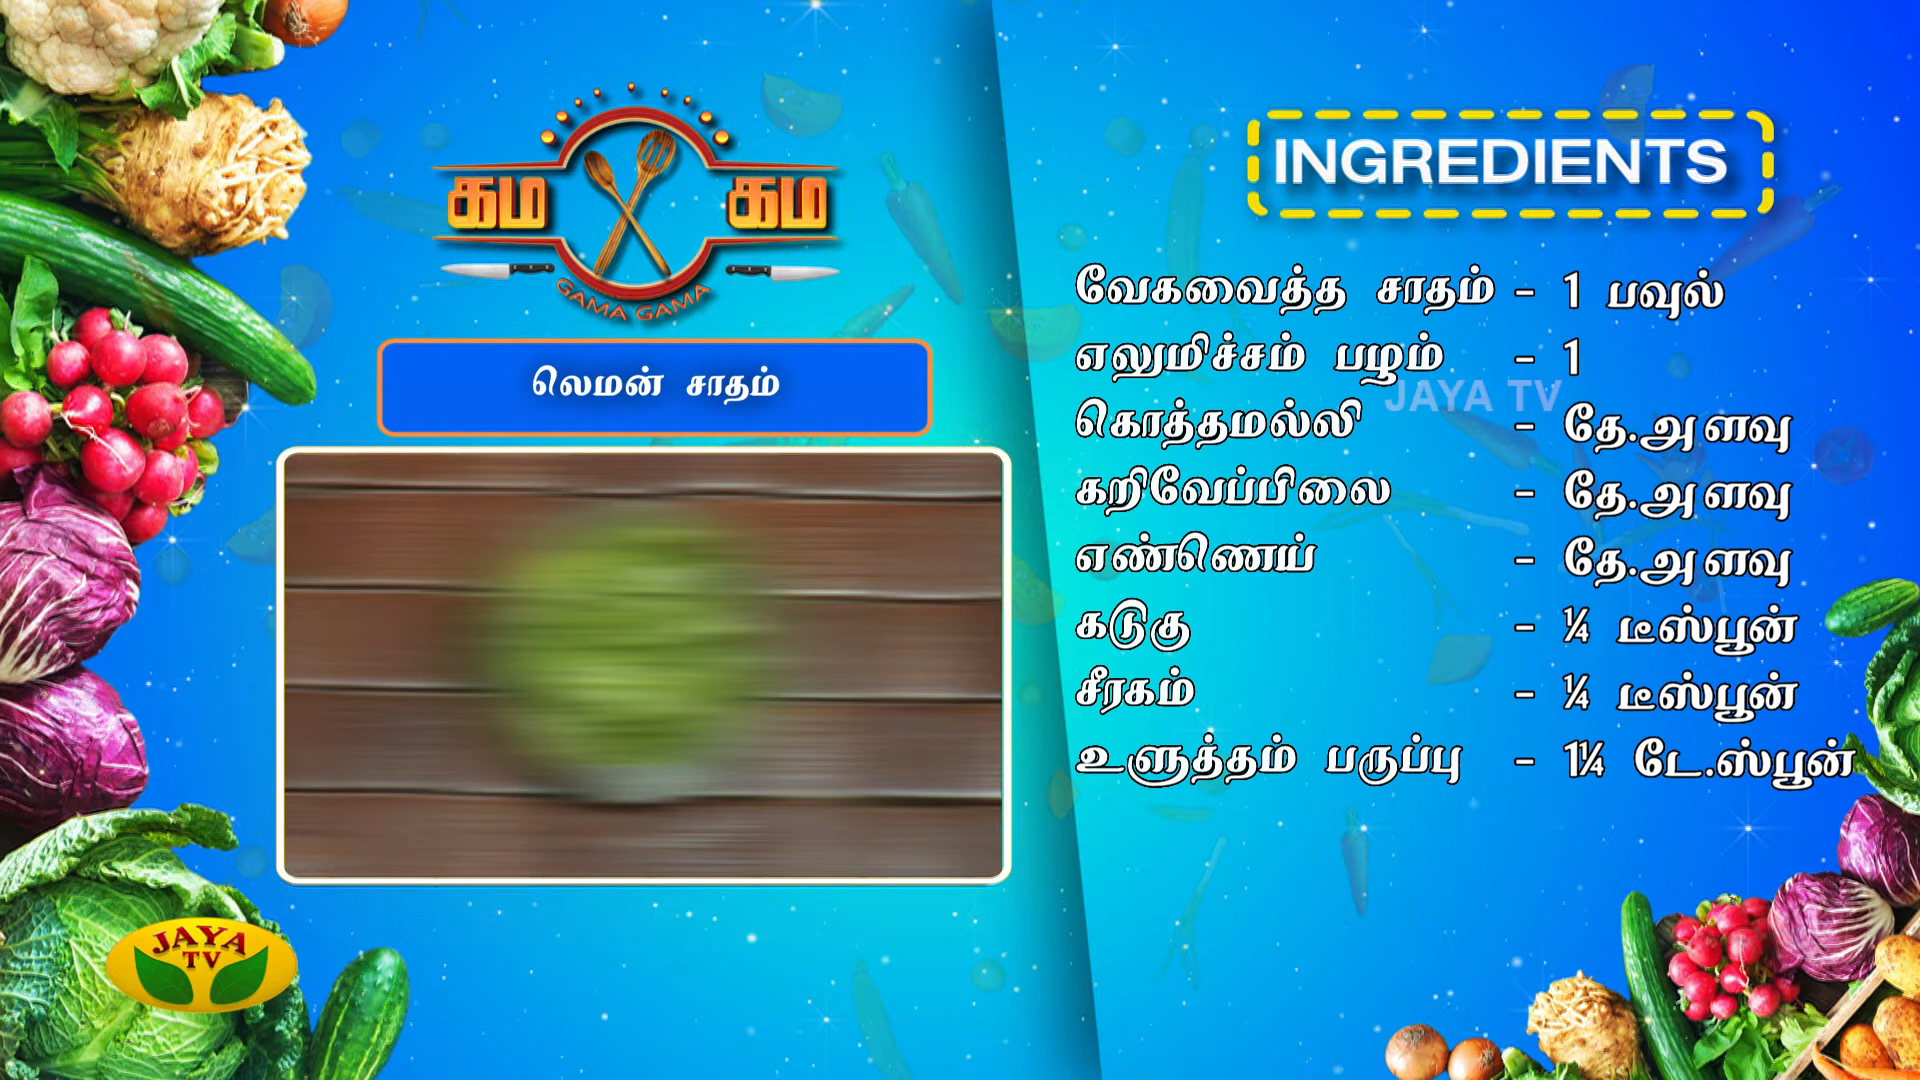 கம கம
GAMA GAMA
லெமன் சாதம்
JAYA
TV
INGREDIENTS
வேகவைத்த சாதம் - 1 பவுல்
எலுமிச்சம் பழம் - 1
JAYA TV
கொத்தமல்லி - தே.அளவு
கறிவேப்பிலை - தே.அளவு
எண்ணெய் - தே.அளவு
கடுகு - ¼ டீஸ்பூன்
சீரகம் - ¼ டீஸ்பூன்
உளுத்தம் பருப்பு - 1¼ டே.ஸ்பூன்